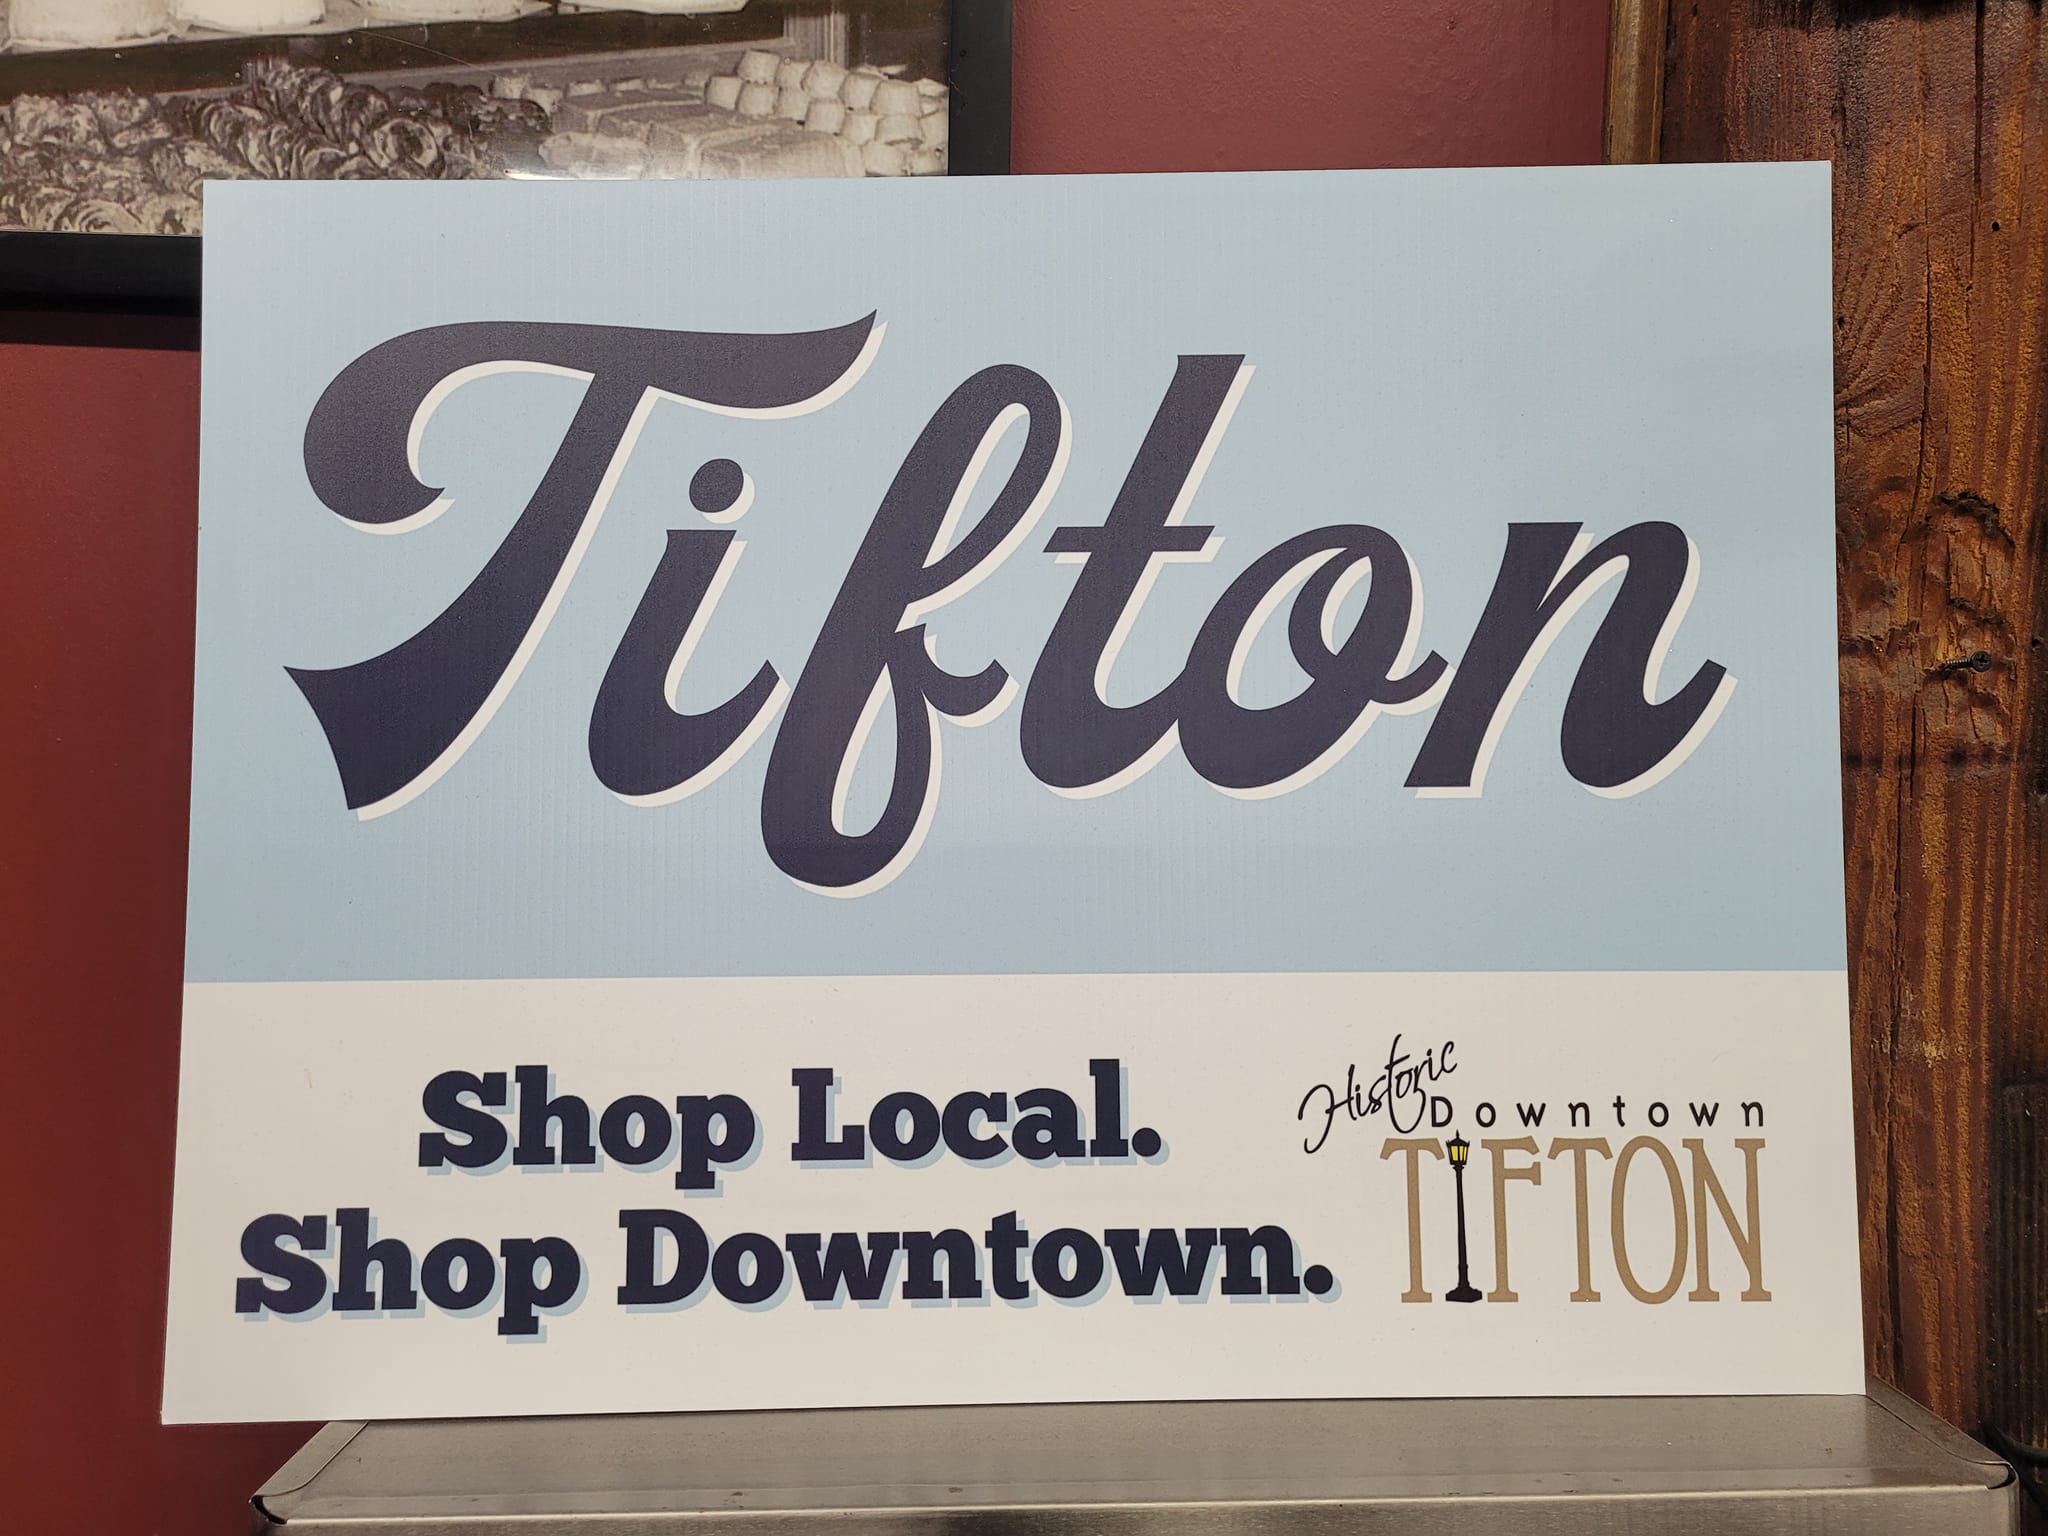 Tifton
Shop Local.
Shop Downtown.
Historic
Downtown
TIFTON